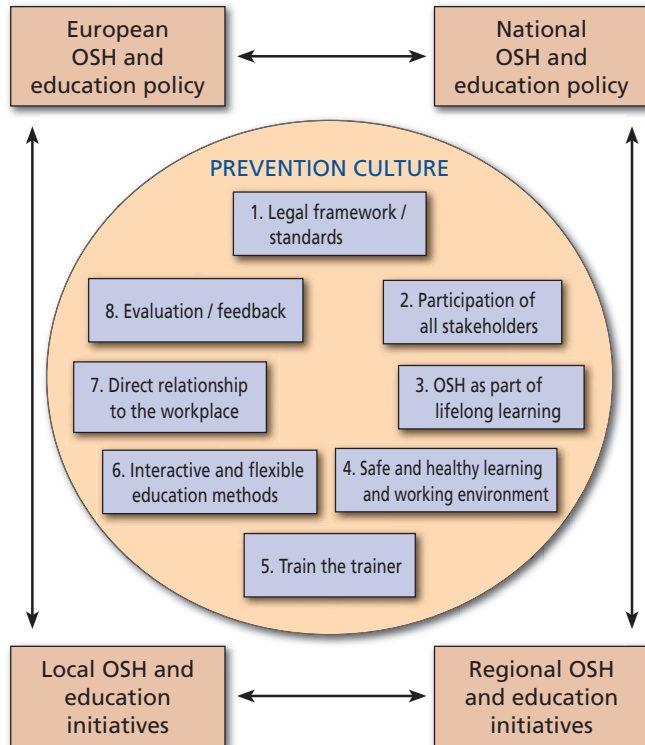 European
OSH and
education policy
National
OSH and
education policy
PREVENTION CULTURE
1. Legal framework /
standards
8. Evaluation / feedback
2. Participation of
all stakeholders
7. Direct relationship
to the workplace
3. OSH as part of
lifelong learning
6. Interactive and flexible
education methods
4. Safe and healthy learning
and working environment
5. Train the trainer
Local OSH and
education
initiatives
Regional OSH
and education
initiatives